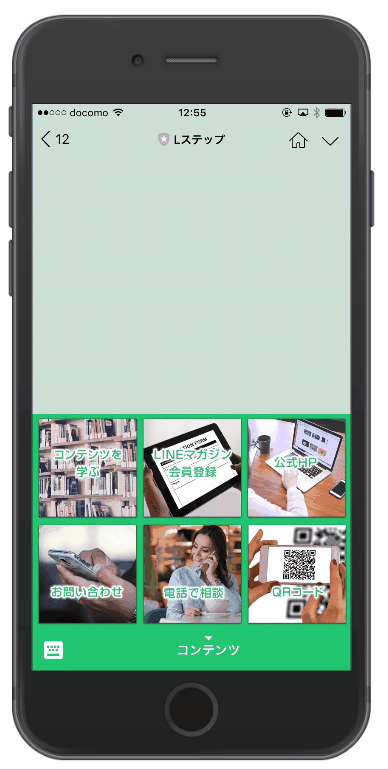 docomo
12:55
12
Lステップ
コンテンツを
学ぶ
LINEマガジン
会員登録
公式HP
お問い合わせ
電話で相談
QRコード
コンテンツ